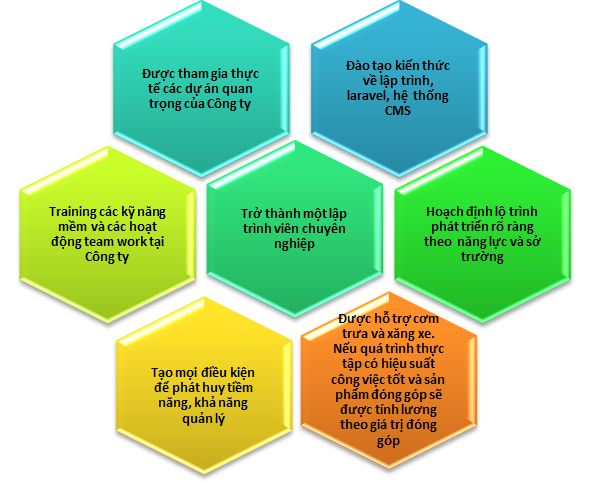 Được tham gia thực
tế các dự án quan
trọng của Công ty
Đào tạo kiến thức
về lập trình,
laravel, hệ thống
CMS
Training các kỹ năng
mềm và các hoạt
động team work tại
Công ty
Trở thành một lập
trình viên chuyên
nghiệp
Hoạch định lộ trình
phát triển rõ ràng
theo năng lực và sở
trường
Tạo mọi điều kiện
để phát huy tiềm
năng, khả năng
quản lý
Được hỗ trợ cơm
trưa và xăng xe.
Nếu quá trình thực
tập có hiệu suất
công việc tốt và sản
phẩm đóng góp sẽ
được tính lương
theo giá trị đóng
góp